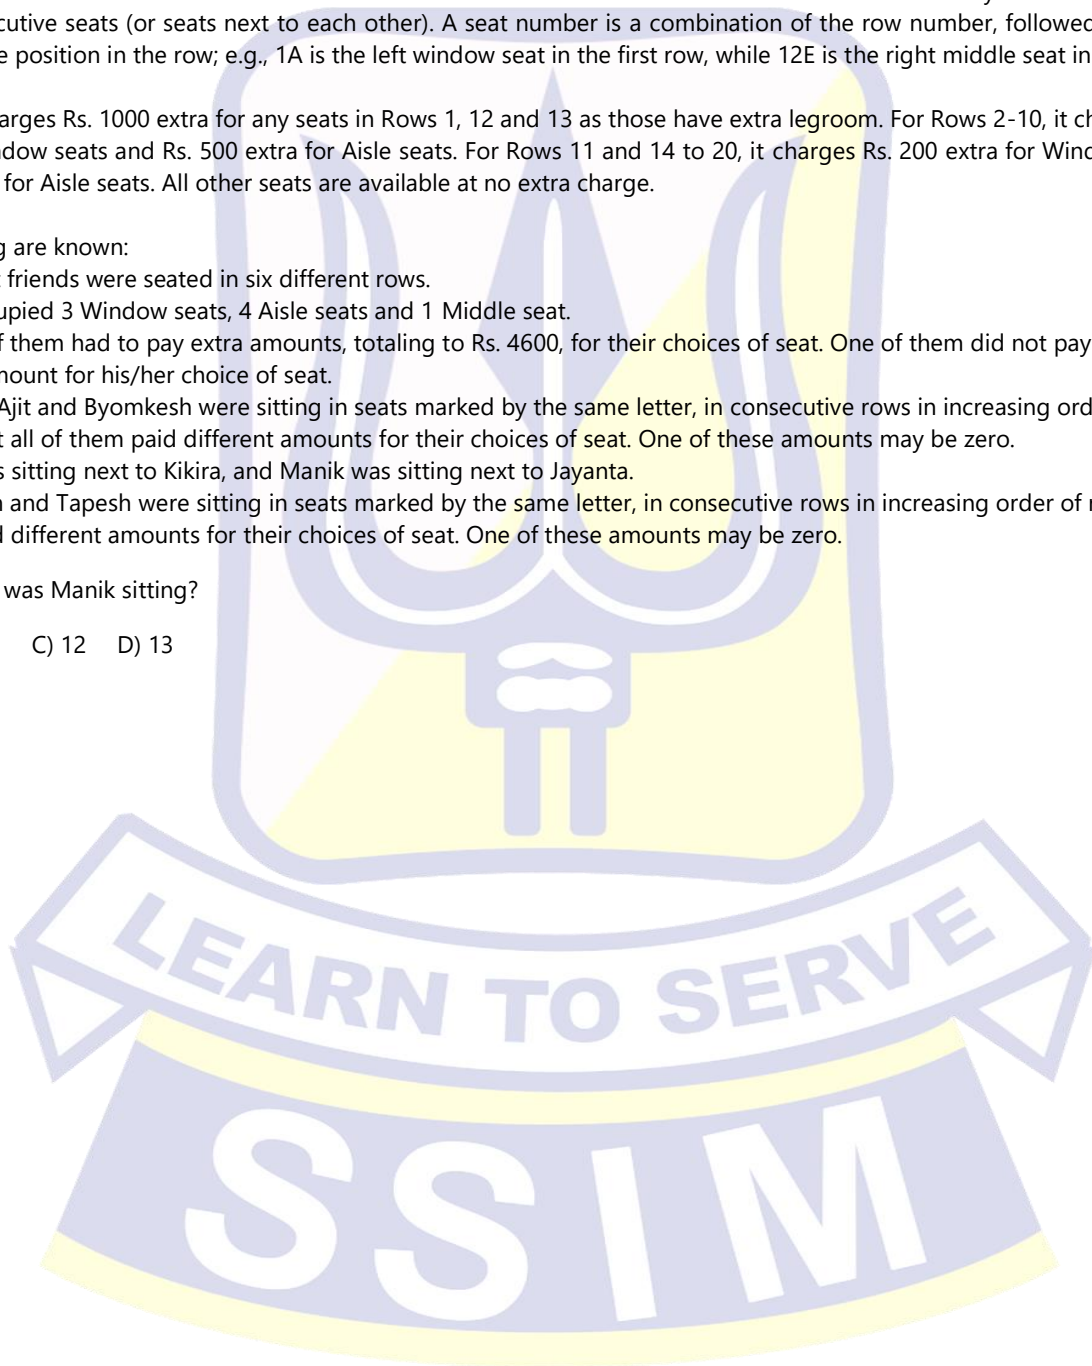 cutive seats (or seats next to each other). A seat number is a combination of the row number, followed
e position in the row; e.g., 1A is the left window seat in the first row, while 12E is the right middle seat in
arges Rs. 1000 extra for any seats in Rows 1, 12 and 13 as those have extra legroom. For Rows 2-10, it ch
dow seats and Rs. 500 extra for Aisle seats. For Rows 11 and 14 to 20, it charges Rs. 200 extra for Wind
for Aisle seats. All other seats are available at no extra charge.
g are known:
t friends were seated in six different rows.
upied 3 Window seats, 4 Aisle seats and 1 Middle seat.
f them had to pay extra amounts, totaling to Rs. 4600, for their choices of seat. One of them did not pay
mount for his/her choice of seat.
Ajit and Byomkesh were sitting in seats marked by the same letter, in consecutive rows in increasing ord
t all of them paid different amounts for their choices of seat. One of these amounts may be zero.
s sitting next to Kikira, and Manik was sitting next to Jayanta.
h and Tapesh were sitting in seats marked by the same letter, in consecutive rows in increasing order of r
d different amounts for their choices of seat. One of these amounts may be zero.
was Manik sitting?
C) 12 D) 13
LEARN TO SERVE
SSIM